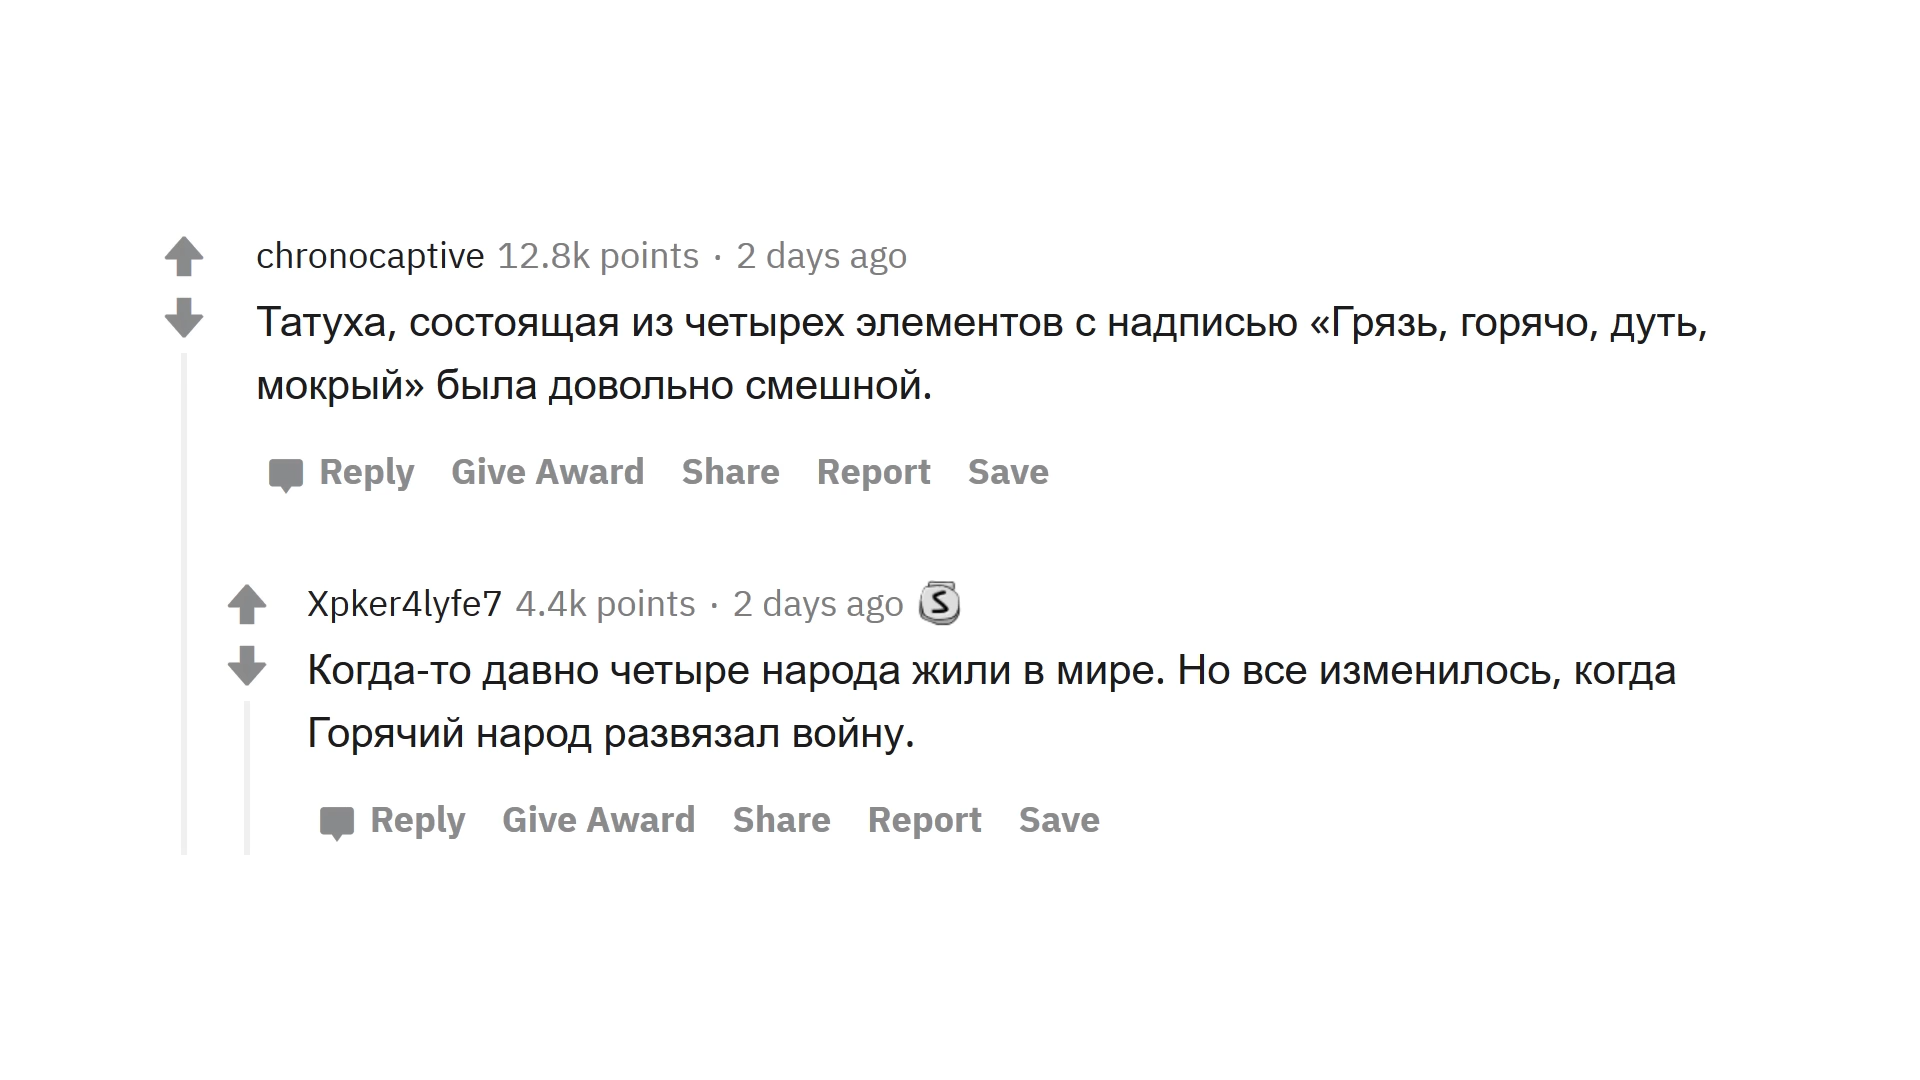 chronocaptive 12.8k points · 2 days ago
Татуха, состоящая из четырех элементов с надписью «Грязь, горячо, дуть,
мокрый» была довольно смешной.
Reply Give Award Share Report Save
Xpker4lyfe7 4.4k points · 2 days ago S
Когда-то давно четыре народа жили в мире. Но все изменилось, когда
Горячий народ развязал войну.
Reply Give Award Share Report Save